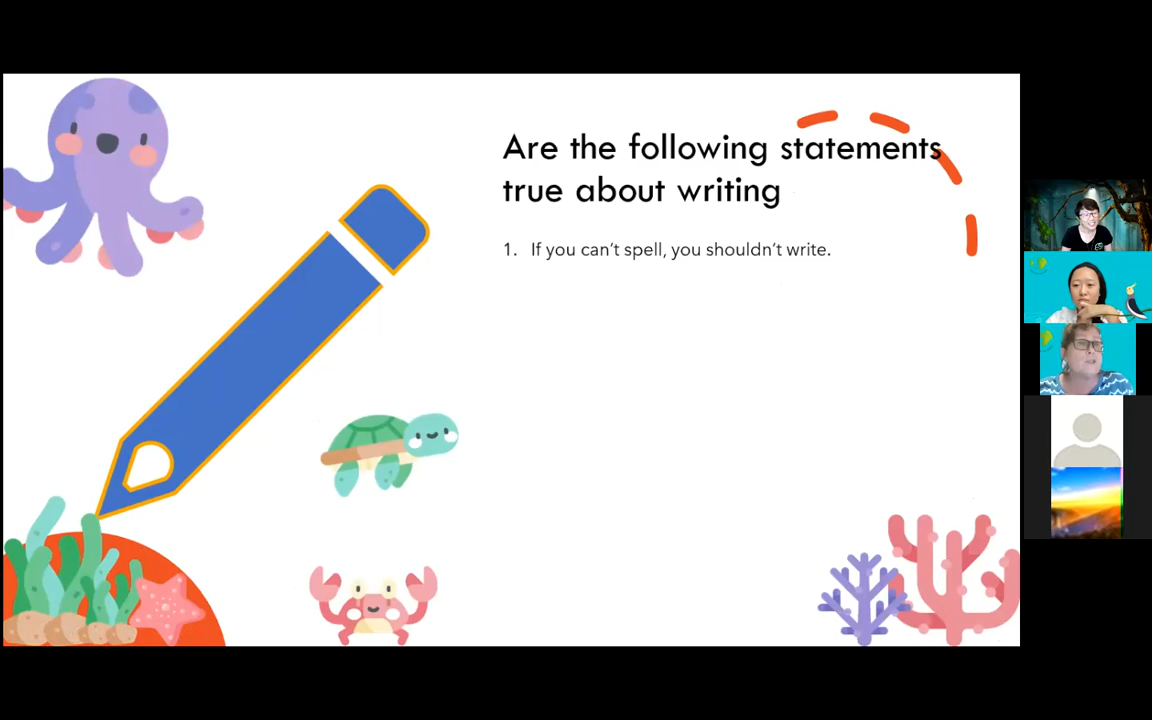 Are the following statements
true about writing
1. If you can't spell, you shouldn't write.